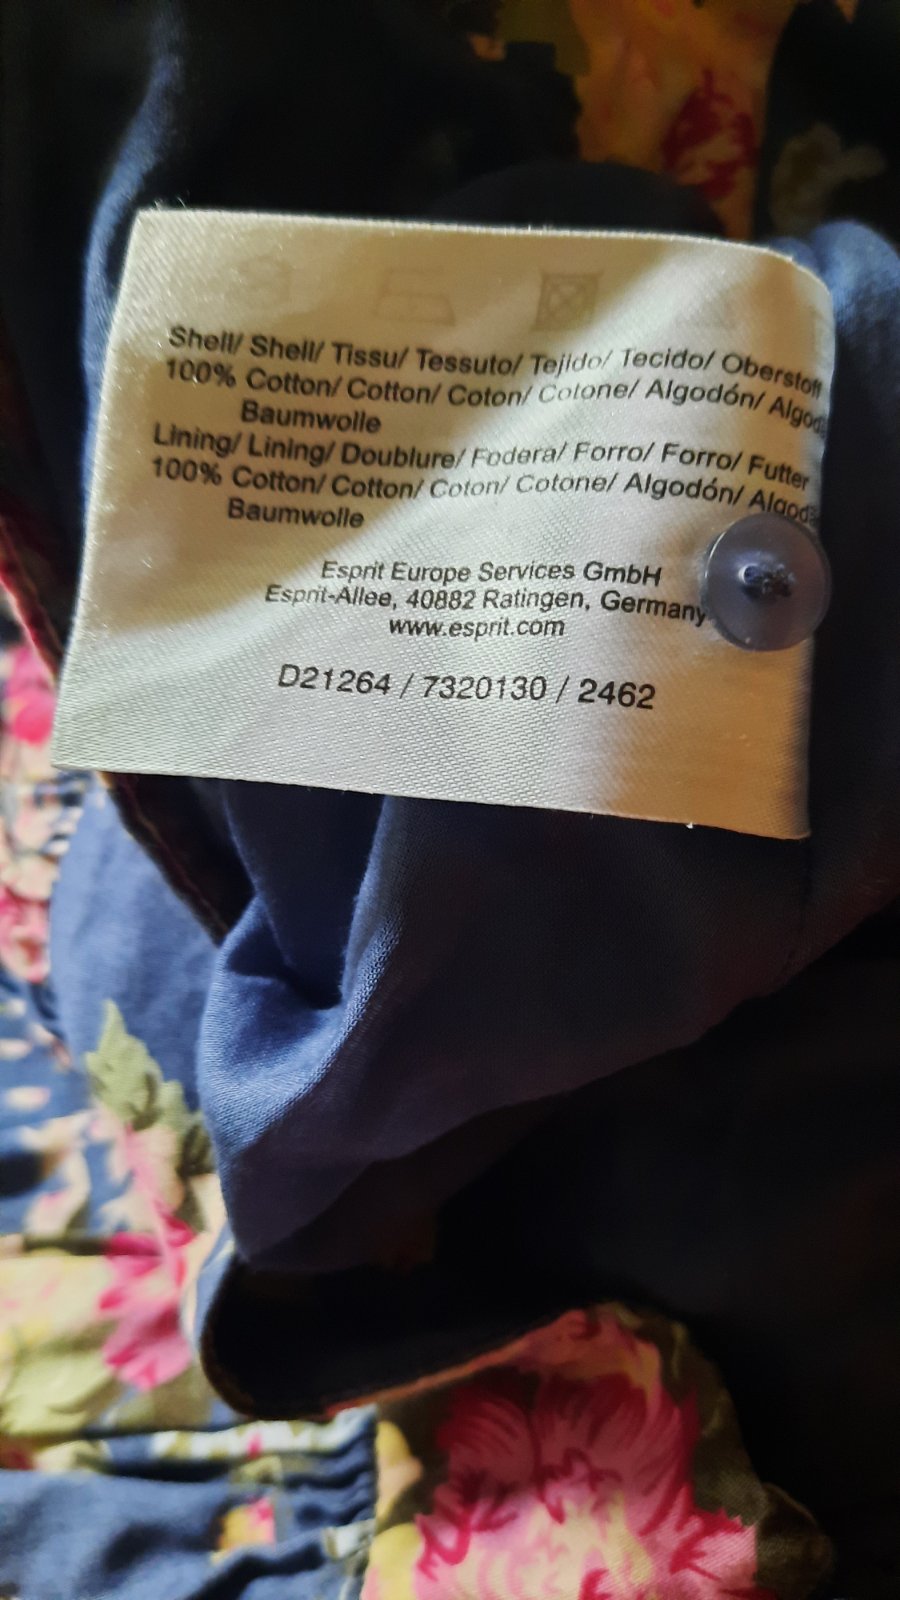 Shell/ Shell/ Tissu/ Tessuto/ Tejido/ Tecido/ Oberstoff
100% Cotton/ Cotton/ Coton/ Cotone/ Algodón/
Baumwolle
Lining/ Lining/ Doublure/ Fodera/ Forro/ Forro/ Futter
100% Cotton/ Cotton/ Coton/ Cotone/ Algodón/
Baumwolle
Esprit Europe Services GmbH
Esprit-Allee, 40882 Ratingen, Germany
www.esprit.com
D21264 / 7320130 / 2462